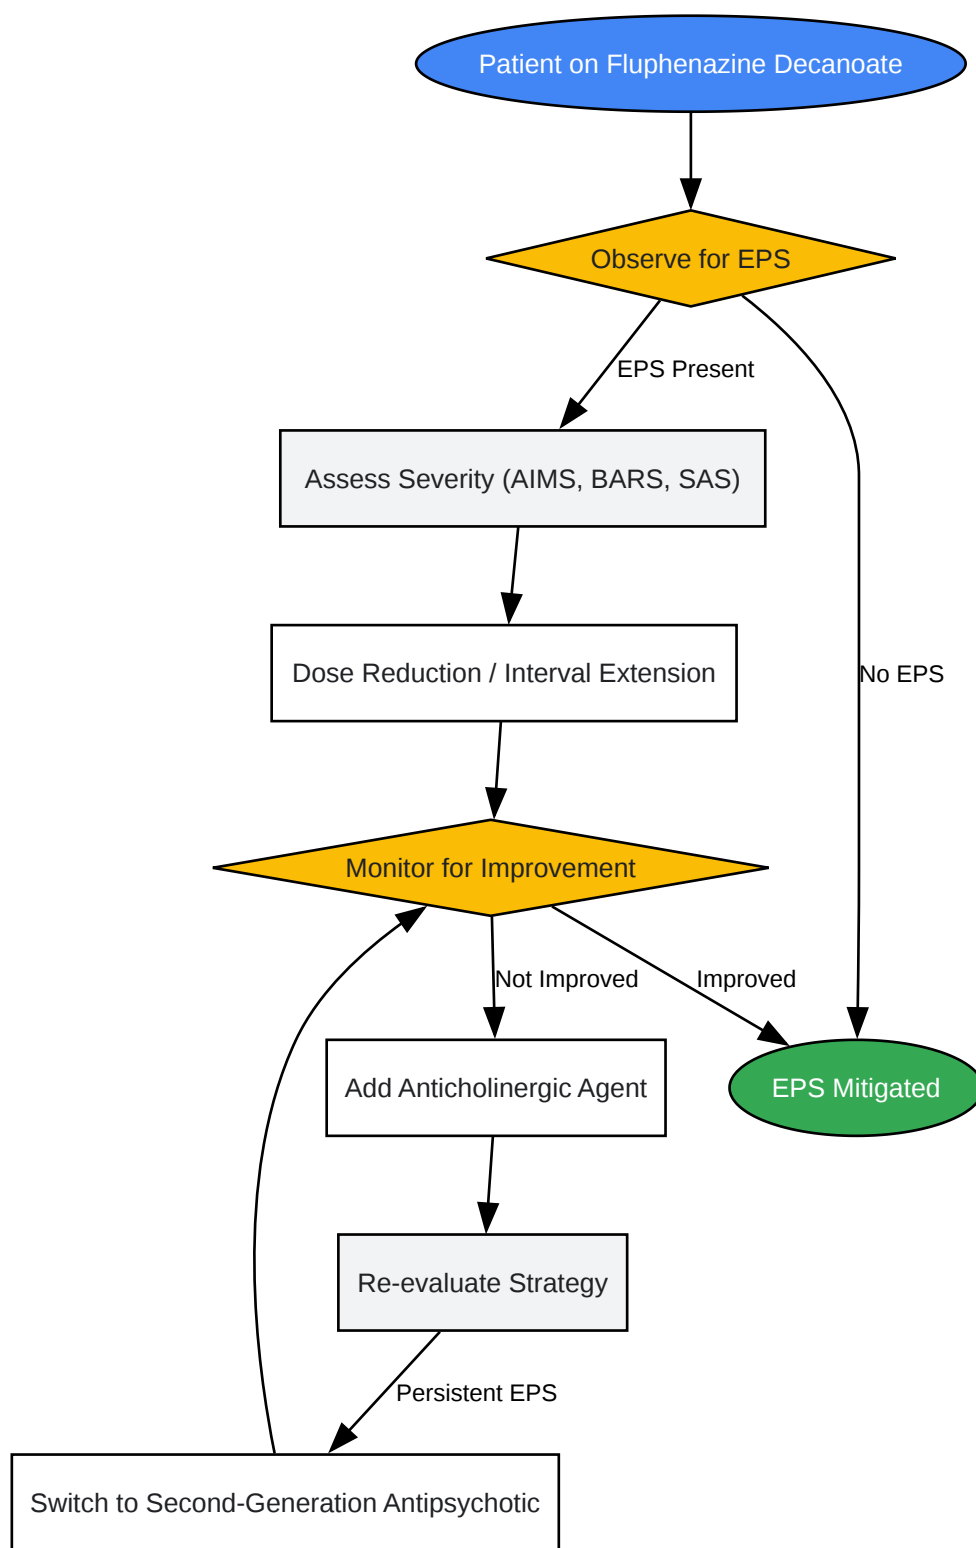 Patient on Fluphenazine Decanoate
Observe for EPS
EPS Present
Assess Severity (AIMS, BARS, SAS)
Dose Reduction / Interval Extension
No EPS
Monitor for Improvement
Not Improved
Improved
Add Anticholinergic Agent
EPS Mitigated
Re-evaluate Strategy
Persistent EPS
Switch to Second-Generation Antipsychotic